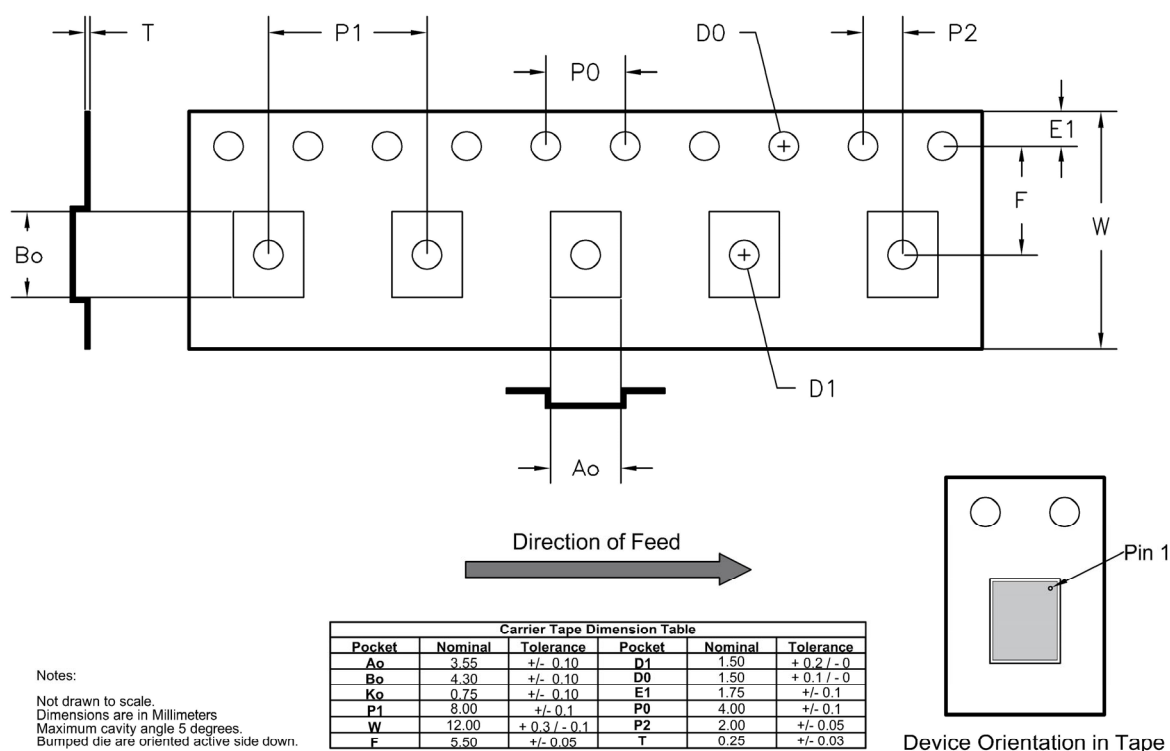 T
P1
D0
P2
P0
E1
F
W
Bo
D1
Ao
Direction of Feed
Pin 1
Carrier Tape Dimension Table
Pocket Nominal Tolerance Pocket Nominal Tolerance
Ao 3.55 +/- 0.10 D1 1.50 + 0.2 / - 0
Bo 4.30 +/- 0.10 D0 1.50 + 0.1 / - 0
Ko 0.75 +/- 0.10 E1 1.75 +/- 0.1
P1 8.00 +/- 0.1 P0 4.00 +/- 0.1
W 12.00 + 0.3 / - 0.1 P2 2.00 +/- 0.05
F 5.50 +/- 0.05 T 0.25 +/- 0.03
Notes:
Not drawn to scale.
Dimensions are in Millimeters
Maximum cavity angle 5 degrees.
Bumped die are oriented active side down.
Device Orientation in Tape